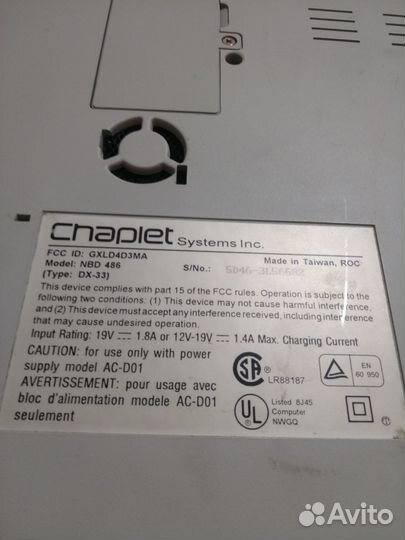 Chaplet Systems Inc.
FCC ID: GXLD4D3MA Made in Taiwan, ROC
Model: NBD 486 S/No.:
(Type: DX-33)
This device complies with part 15 of the FCC rules. Operation is subject to the
following two conditions: (1) This device may not cause harmful interference,
and (2) This device must accept any interference received, including interference
that may cause undesired operation.
Input Rating: 19V ⎓ 1.8A or 12V-19V ⎓ 1.4A Max. Charging Current
CAUTION: for use only with power
supply model AC-D01
AVERTISSEMENT: pour usage avec
bloc d'alimentation modele AC-D01
seulement
SA
LR88187
EN
60 950
UL
Listed 8J45
Computer
NWGQ
Avito